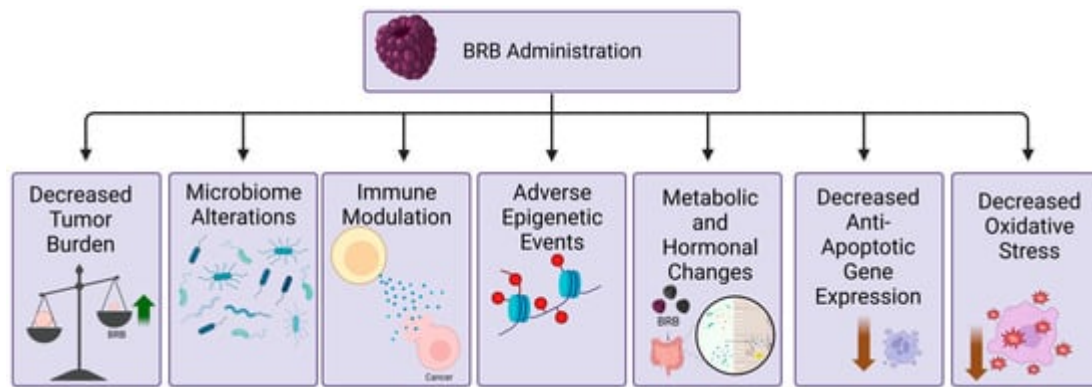 BRB Administration
Decreased
Tumor
Burden
BRB
Microbiome
Alterations
Immune
Modulation
Cancer
Adverse
Epigenetic
Events
Metabolic
and
Hormonal
Changes
BRB
Decreased
Anti-
Apoptotic
Gene
Expression
Decreased
Oxidative
Stress